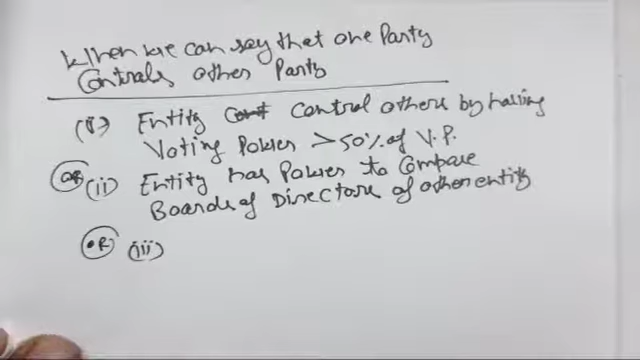 When we can say that one Party
Controls other Party
(i) Entity Cont control others by having
Voting Power > 50% of V.P.
OR (ii) Entity has Power to Compare
Boards of Directors of other entity
OR (iii)